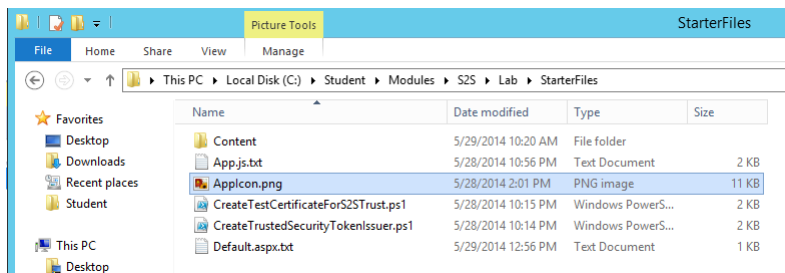 Picture Tools StarterFiles
File Home Share View Manage
This PC Local Disk (C:) Student Modules S2S Lab StarterFiles
Favorites
Desktop
Downloads
Recent places
Student
This PC
Desktop
Name Date modified Type Size
Content 5/29/2014 10:20 AM File folder
App.js.txt 5/28/2014 10:56 PM Text Document 2 KB
AppIcon.png 5/28/2014 2:01 PM PNG image 11 KB
CreateTestCertificateForS2STrust.ps1 5/28/2014 10:15 PM Windows PowerS... 2 KB
CreateTrustedSecurityTokenIssuer.ps1 5/28/2014 10:14 PM Windows PowerS... 2 KB
Default.aspx.txt 5/29/2014 12:56 PM Text Document 1 KB